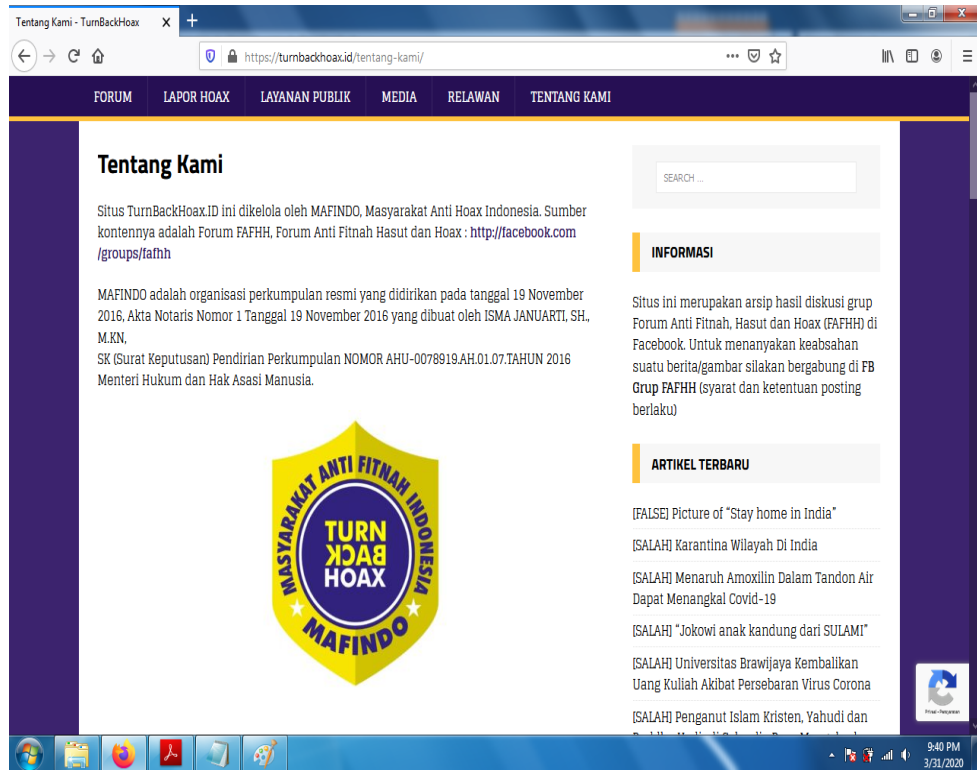 Tentang Kami - TurnBackHoax
https://turnbackhoax.id/tentang-kami/
FORUM LAPOR HOAX LAYANAN PUBLIK MEDIA RELAWAN TENTANG KAMI
Tentang Kami
Situs TurnBackHoax.ID ini dikelola oleh MAFINDO, Masyarakat Anti Hoax Indonesia. Sumber
kontennya adalah Forum FAFHH, Forum Anti Fitnah Hasut dan Hoax : http://facebook.com
/groups/fafhh
MAFINDO adalah organisasi perkumpulan resmi yang didirikan pada tanggal 19 November
2016, Akta Notaris Nomor 1 Tanggal 19 November 2016 yang dibuat oleh ISMA JANUARTI, SH.,
M.KN,
SK (Surat Keputusan) Pendirian Perkumpulan NOMOR AHU-0078919.AH.01.07.TAHUN 2016
Menteri Hukum dan Hak Asasi Manusia.
MASYARAKAT ANTI FITNAH INDONESIA
TURN
BACK
HOAX
MAFINDO
SEARCH ...
INFORMASI
Situs ini merupakan arsip hasil diskusi grup
Forum Anti Fitnah, Hasut dan Hoax (FAFHH) di
Facebook. Untuk menanyakan keabsahan
suatu berita/gambar silakan bergabung di FB
Grup FAFHH (syarat dan ketentuan posting
berlaku)
ARTIKEL TERBARU
[FALSE] Picture of “Stay home in India”
[SALAH] Karantina Wilayah Di India
[SALAH] Menaruh Amoxilin Dalam Tandon Air
Dapat Menangkal Covid-19
[SALAH] “Jokowi anak kandung dari SULAMI”
[SALAH] Universitas Brawijaya Kembalikan
Uang Kuliah Akibat Persebaran Virus Corona
[SALAH] Penganut Islam Kristen, Yahudi dan
9:40 PM
3/31/2020